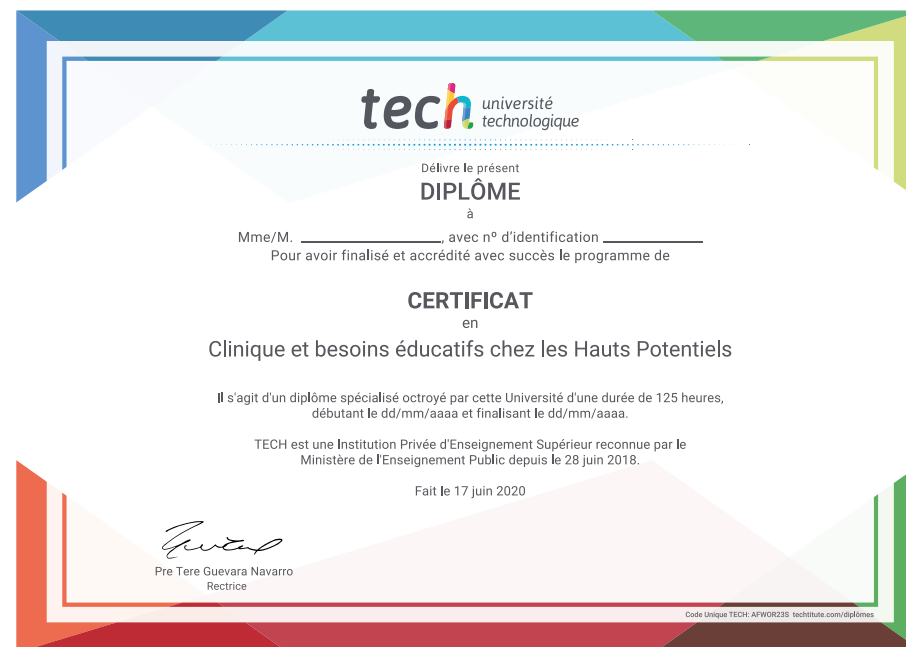 tech université
technologique
Délivre le présent
DIPLÔME
à
Mme/M. ____________________, avec nº d'identification ______________
Pour avoir finalisé et accrédité avec succès le programme de
CERTIFICAT
en
Clinique et besoins éducatifs chez les Hauts Potentiels
Il s'agit d'un diplôme spécialisé octroyé par cette Université d'une durée de 125 heures,
débutant le dd/mm/aaaa et finalisant le dd/mm/aaaa.
TECH est une Institution Privée d'Enseignement Supérieur reconnue par le
Ministère de l'Enseignement Public depuis le 28 juin 2018.
Fait le 17 juin 2020
Pre Tere Guevara Navarro
Rectrice
Code Unique TECH: AFWOR23S techtitute.com/diplômes